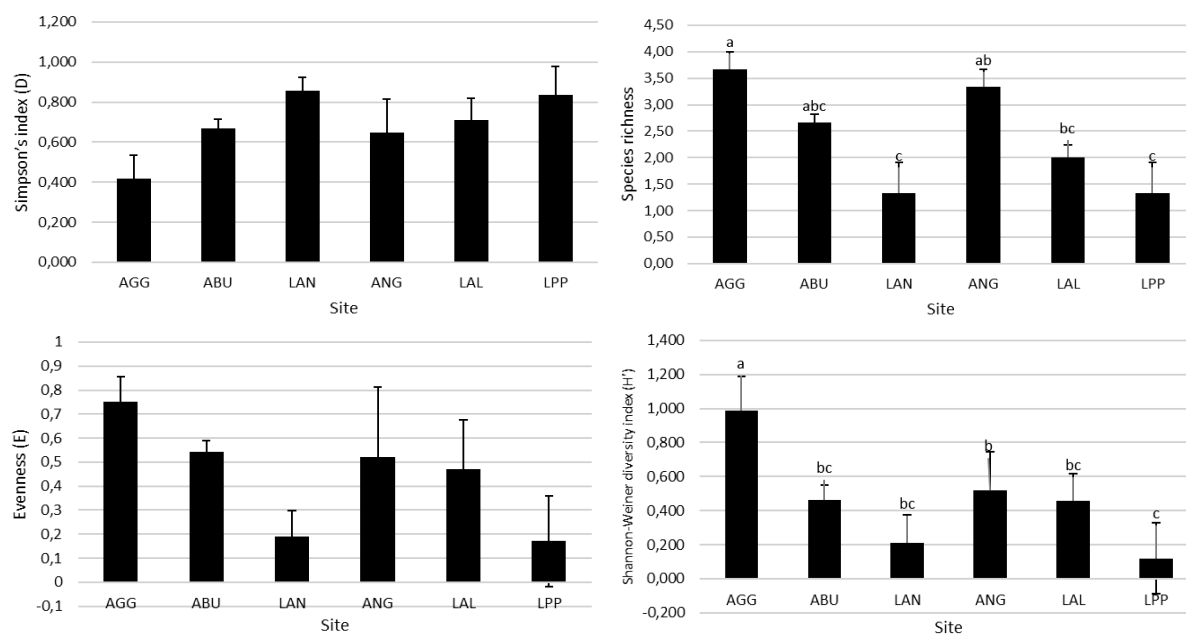 Simpson's index (D)
1,200
1,000
0,800
0,600
0,400
0,200
0,000
AGG ABU LAN ANG LAL LPP
Site
Species richness
4,50
4,00
3,50
3,00
2,50
2,00
1,50
1,00
0,50
0,00
a abc c ab bc c
AGG ABU LAN ANG LAL LPP
Site
Evenness (E)
1
0,9
0,8
0,7
0,6
0,5
0,4
0,3
0,2
0,1
0
-0,1
AGG ABU LAN ANG LAL LPP
Site
Shannon-Weiner diversity index (H')
1,400
1,200
1,000
0,800
0,600
0,400
0,200
0,000
-0,200
a bc bc b bc c
AGG ABU LAN ANG LAL LPP
Site